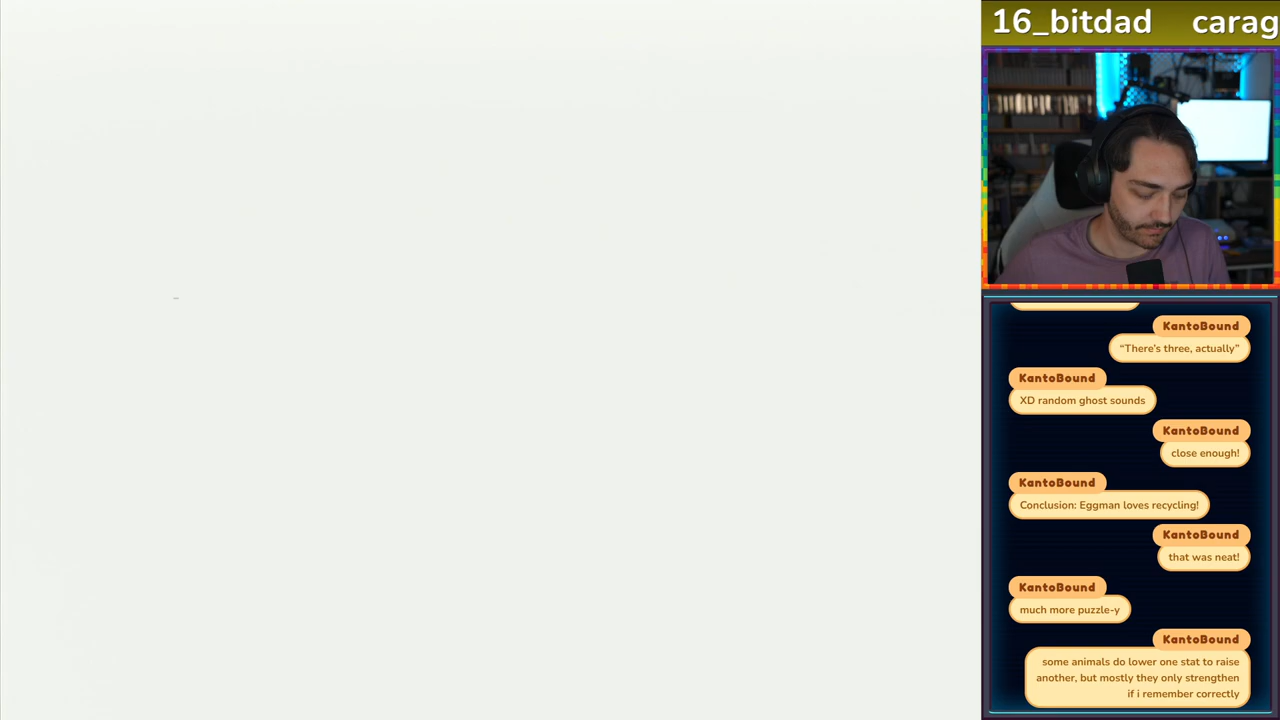 16_bitdad carag
KantoBound
“There's three, actually”
KantoBound
XD random ghost sounds
KantoBound
close enough!
KantoBound
Conclusion: Eggman loves recycling!
KantoBound
that was neat!
KantoBound
much more puzzle-y
KantoBound
some animals do lower one stat to raise
another, but mostly they only strengthen
if i remember correctly